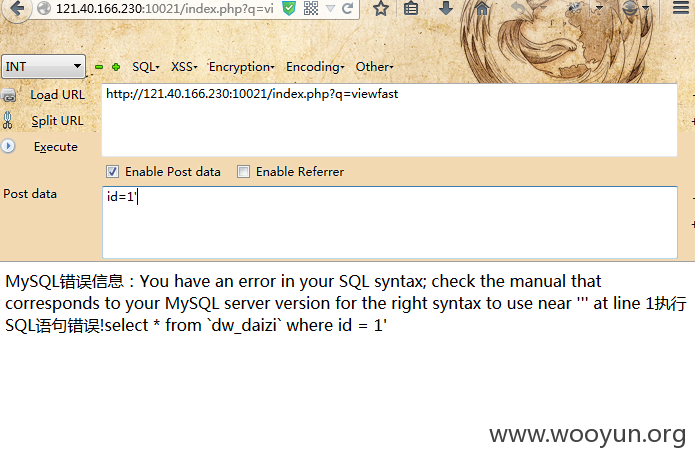 121.40.166.230:10021/index.php?q=vi
INT SQL XSS Encryption Encoding Other
Load URL http://121.40.166.230:10021/index.php?q=viewfast
Split URL
Execute
Enable Post data Enable Referrer
Post data id=1'
MySQL错误信息：You have an error in your SQL syntax; check the manual that
corresponds to your MySQL server version for the right syntax to use near ''' at line 1执行
SQL语句错误!select * from `dw_daizi` where id = 1'
www.wooyun.org